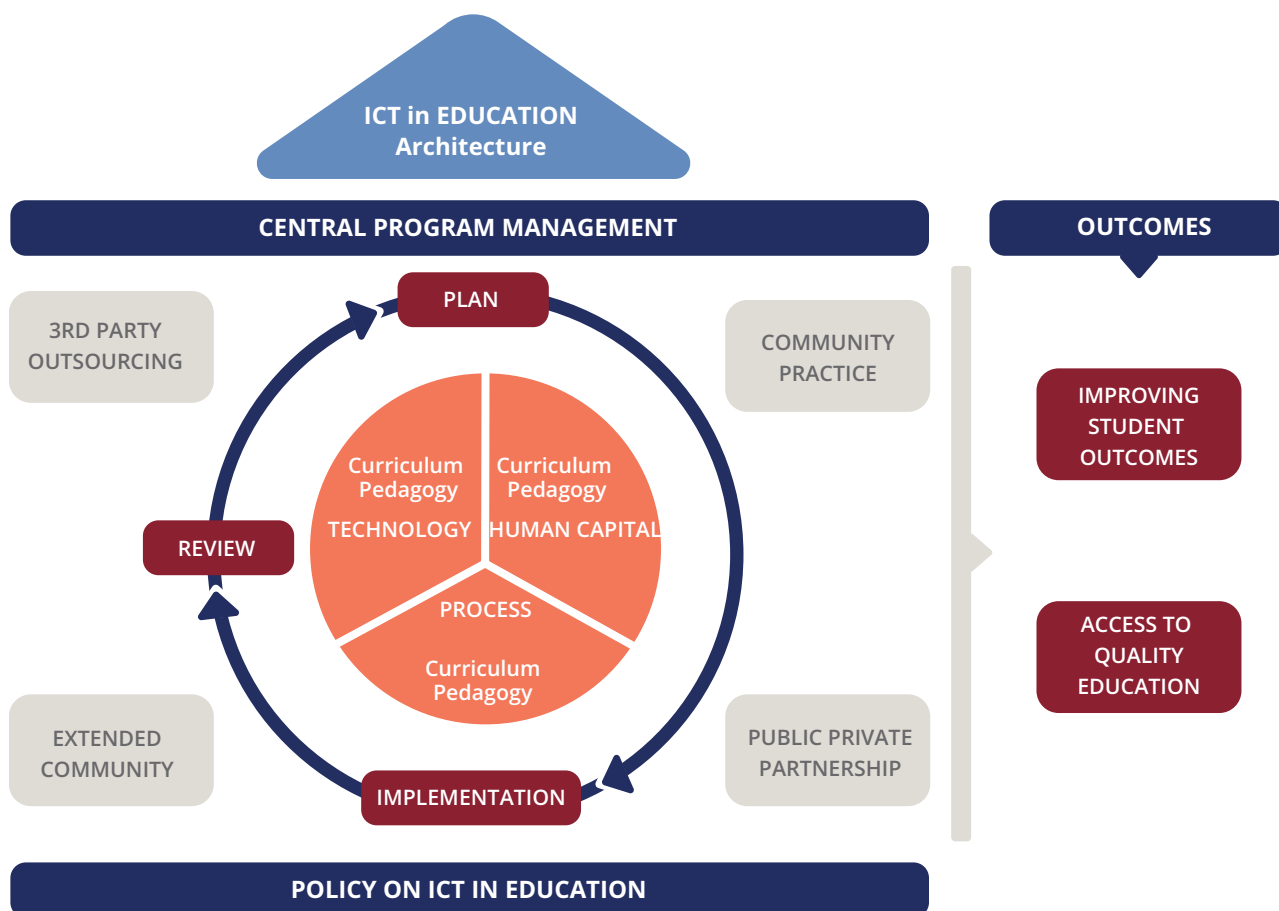 ICT in EDUCATION
Architecture
CENTRAL PROGRAM MANAGEMENT
OUTCOMES
PLAN
3RD PARTY
OUTSOURCING
COMMUNITY
PRACTICE
IMPROVING
STUDENT
OUTCOMES
Curriculum
Pedagogy
TECHNOLOGY
Curriculum
Pedagogy
HUMAN CAPITAL
REVIEW
PROCESS
Curriculum
Pedagogy
ACCESS TO
QUALITY
EDUCATION
EXTENDED
COMMUNITY
PUBLIC PRIVATE
PARTNERSHIP
IMPLEMENTATION
POLICY ON ICT IN EDUCATION